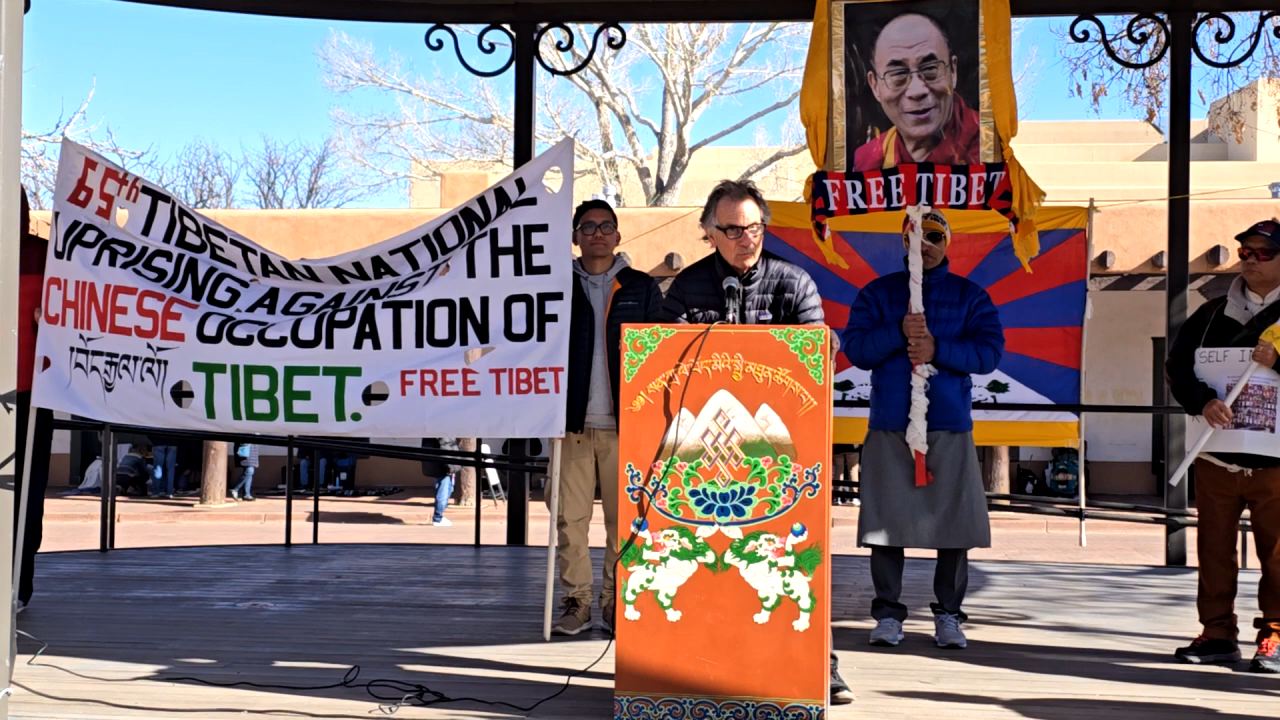 65th TIBETAN NATIONAL
UPRISING AGAINST THE
CHINESE OCCUPATION OF
TIBET. FREE TIBET
བོད་རྒྱལ་ལོ།
FREE TIBET
SELF